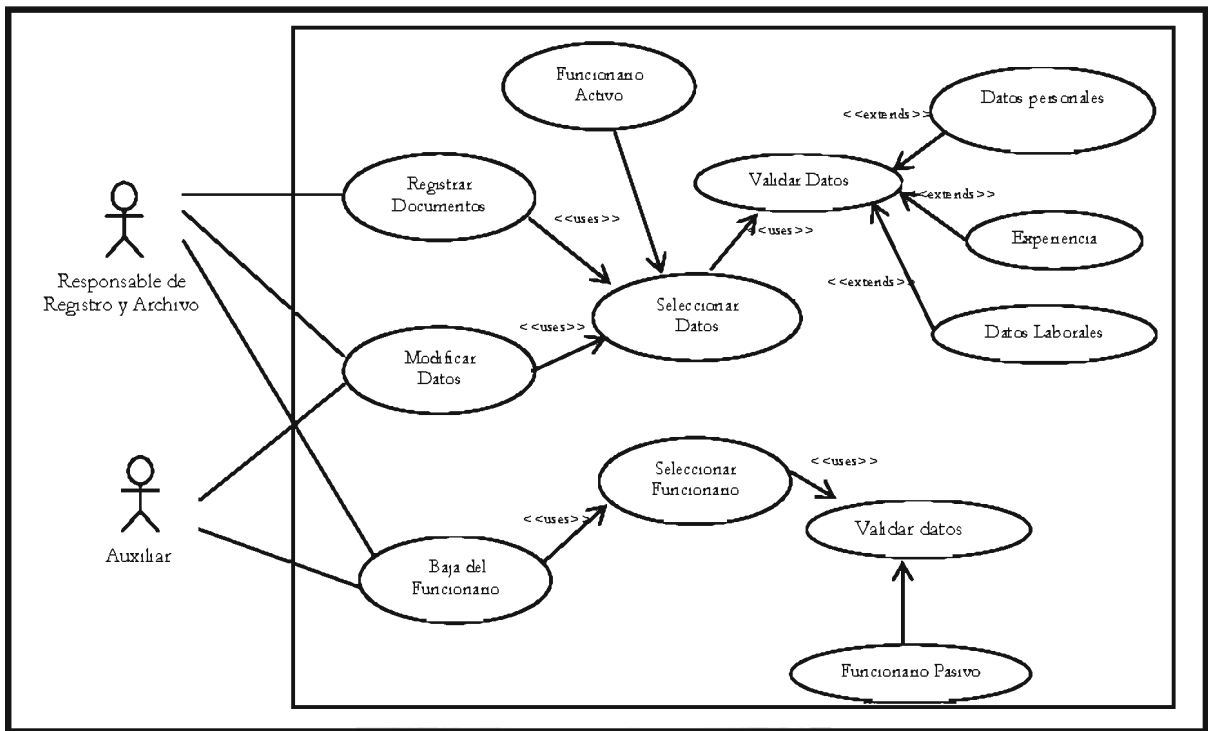 Funcionario
Activo
Datos personales
<<extends>>
Registrar
Documentos
Validar Datos
<<extends>>
<<uses>>
<<uses>>
Experiencia
Responsable de
Registro y Archivo
Seleccionar
Datos
<<extends>>
<<uses>>
Datos Laborales
Modificar
Datos
Seleccionar
Funcionario
<<uses>>
<<uses>>
Validar datos
Auxiliar
Baja del
Funcionario
Funcionario Pasivo